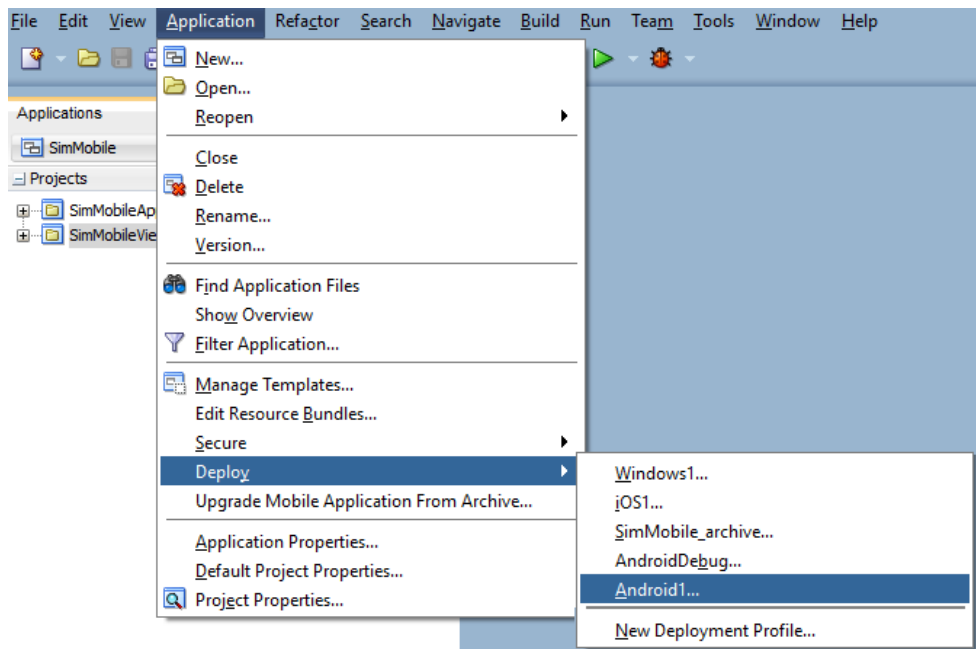 File Edit View Application Refactor Search Navigate Build Run Team Tools Window Help
New...
Open...
Reopen
Close
Delete
Rename...
Version...
Find Application Files
Show Overview
Filter Application...
Manage Templates...
Edit Resource Bundles...
Secure
Deploy
Upgrade Mobile Application From Archive...
Application Properties...
Default Project Properties...
Project Properties...
Applications
SimMobile
Projects
SimMobileAp
SimMobileVie
Windows1...
iOS1...
SimMobile_archive...
AndroidDebug...
Android1...
New Deployment Profile...